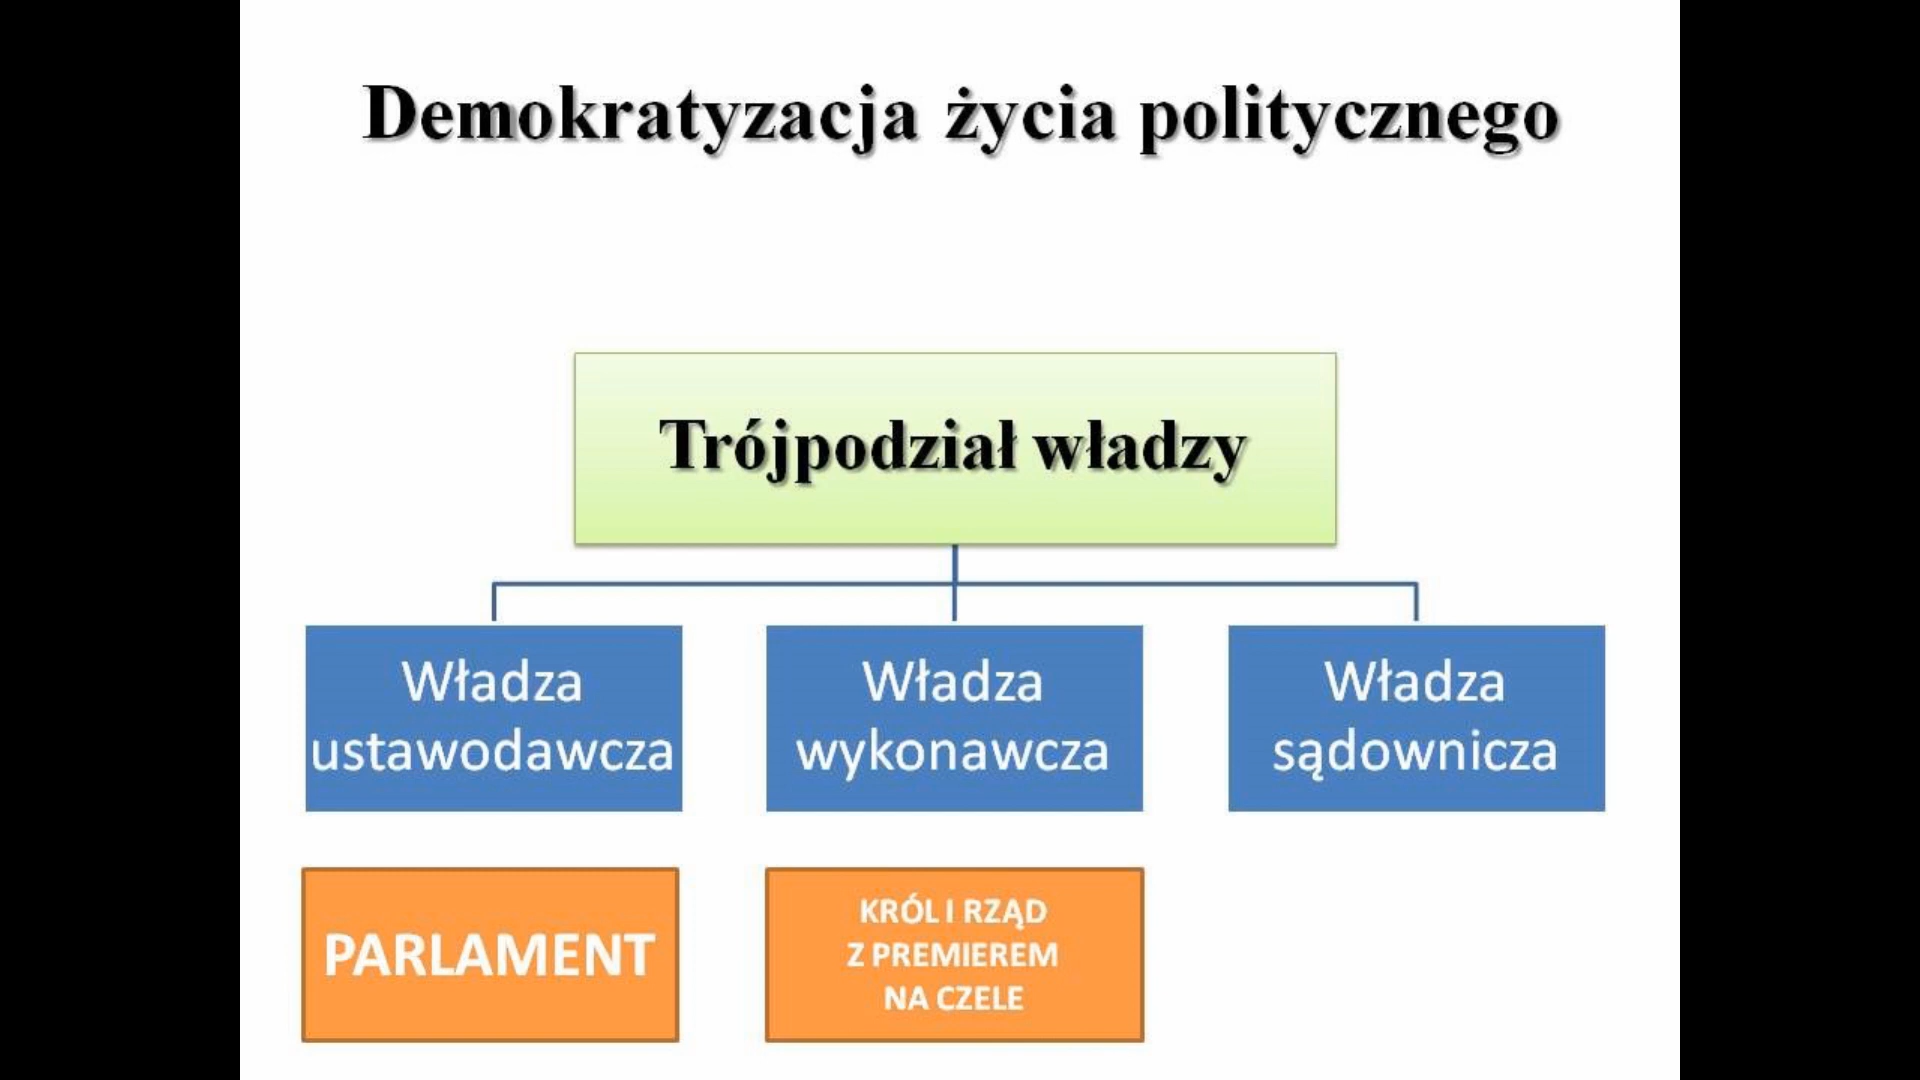 Demokratyzacja życia politycznego
Trójpodział władzy
Władza
ustawodawcza
Władza
wykonawcza
Władza
sądownicza
PARLAMENT
KRÓL I RZĄD
Z PREMIEREM
NA CZELE